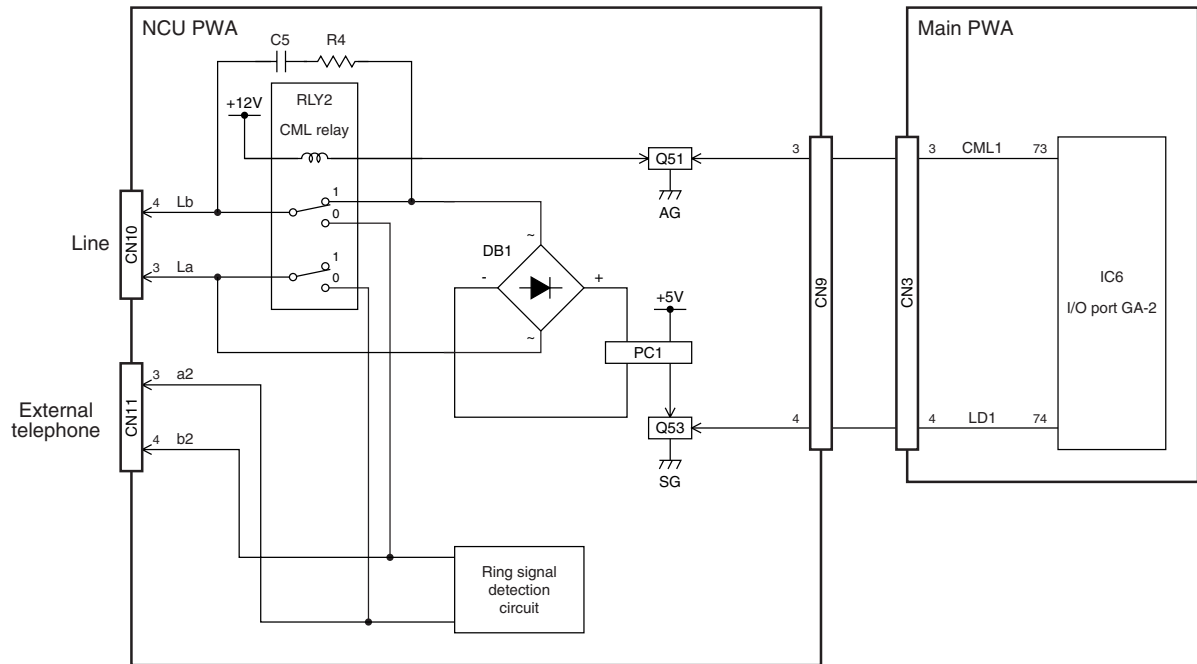 NCU PWA
Main PWA
C5
R4
+12V
RLY2
CML relay
Q51
AG
3
3
CML1
73
1
0
4
Lb
Line
CN10
3
La
1
0
DB1
~
-
+
~
+5V
PC1
CN9
CN3
IC6
I/O port GA-2
External
telephone
CN11
3
a2
4
b2
Q53
SG
4
4
LD1
74
Ring signal
detection
circuit